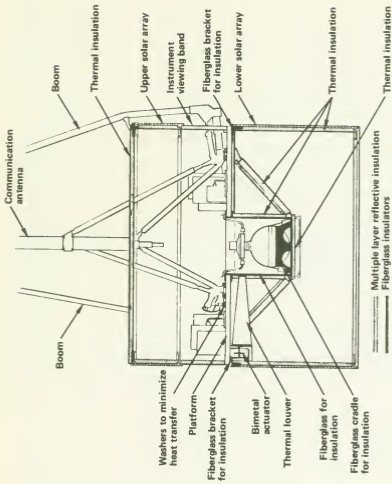 Boom
Communication
antenna
Boom
Thermal insulation
Upper solar array
Instrument
viewing band
Fiberglass bracket
for insulation
Lower solar array
Thermal insulation
Thermal insulation
Washers to minimize
heat transfer
Platform
Fiberglass bracket
for insulation
Bimetal
actuator
Thermal louver
Fiberglass for
insulation
Fiberglass cradle
for insulation
Multiple layer reflective insulation
Fiberglass insulators